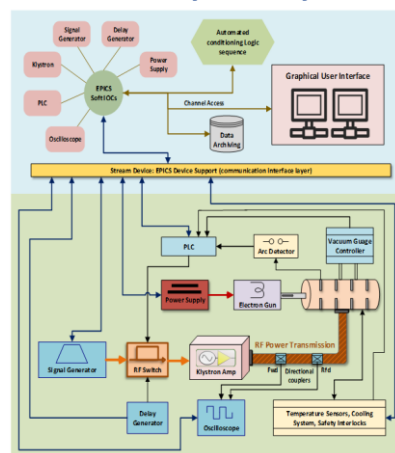 Signal
Generator
Delay
Generator
Automated
conditioning Logic
sequence
Klystron
Power
Supply
EPICS
Soft IOCs
PLC
Oscilloscope
Channel Access
Data
Archiving
Graphical User Interface
Stream Device: EPICS Device Support (communication interface layer)
PLC
Arc Detector
Vacuum Guage
Controller
Power Supply
Electron Gun
RF Power Transmission
Signal Generator
RF Switch
Klystron Amp
Fwd
Directional
couplers
Rfd
Delay
Generator
Oscilloscope
Temperature Sensors, Cooling
System, Safety Interlocks